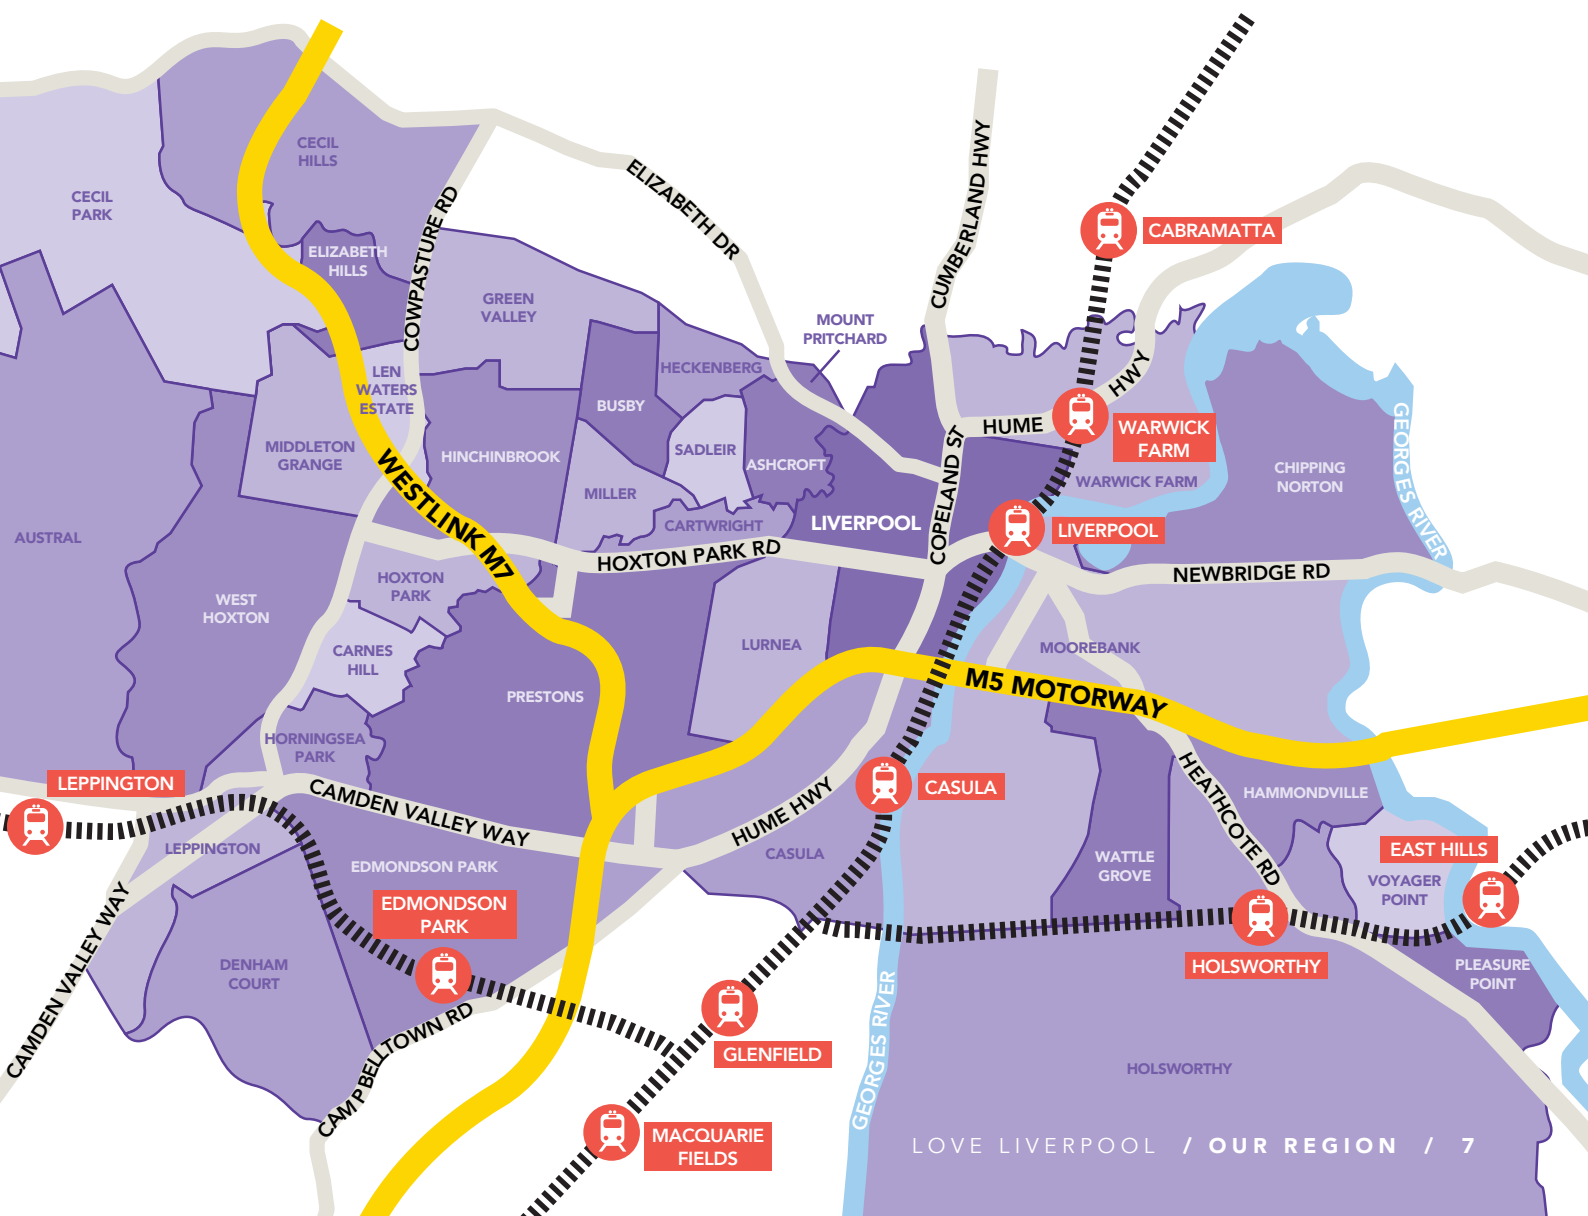 CECIL
HILLS
CECIL
PARK
ELIZABETH
HILLS
COWPASTURE RD
ELIZABETH DR
CUMBERLAND HWY
CABRAMATTA
GREEN
VALLEY
MOUNT
PRITCHARD
HECKENBERG
LEN
WATERS
ESTATE
BUSBY
HWY
HUME
WARWICK
FARM
MIDDLETON
GRANGE
HINCHINBROOK
SADLEIR
ASHCROFT
MILLER
WARWICK FARM
CHIPPING
NORTON
GEORGES RIVER
WESTLINK M7
CARTWRIGHT
LIVERPOOL
COPELAND ST
LIVERPOOL
AUSTRAL
HOXTON PARK RD
NEWBRIDGE RD
HOXTON
PARK
WEST
HOXTON
CARNES
HILL
LURNEA
MOOREBANK
PRESTONS
M5 MOTORWAY
HORNINGSEA
PARK
LEPPINGTON
CAMDEN VALLEY WAY
HUME HWY
CASULA
HEATHCOTE RD
HAMMONDVILLE
LEPPINGTON
EDMONDSON PARK
CASULA
WATTLE
GROVE
EAST HILLS
VOYAGER
POINT
EDMONDSON
PARK
CAMDEN VALLEY WAY
DENHAM
COURT
HOLSWORTHY
PLEASURE
POINT
CAMPBELLTOWN RD
GLENFIELD
GEORGES RIVER
HOLSWORTHY
MACQUARIE
FIELDS
LOVE LIVERPOOL / OUR REGION / 7